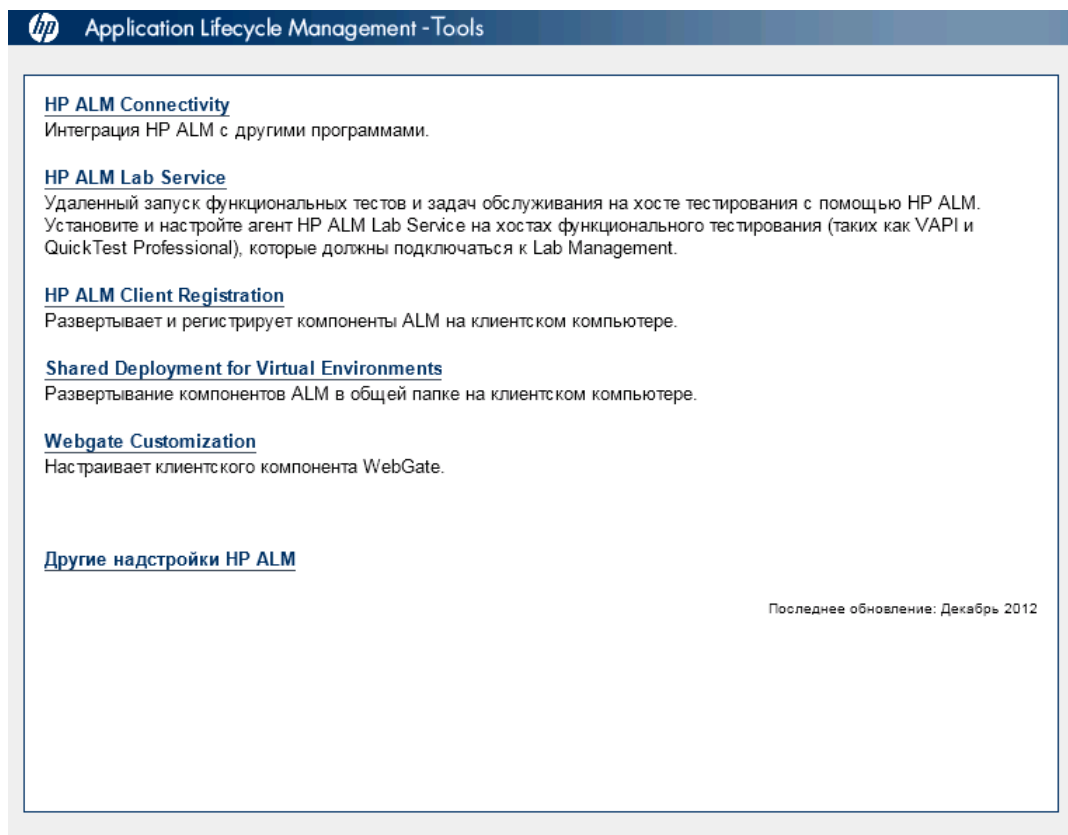 hp Application Lifecycle Management - Tools
HP ALM Connectivity
Интеграция HP ALM с другими программами.
HP ALM Lab Service
Удаленный запуск функциональных тестов и задач обслуживания на хосте тестирования с помощью HP ALM.
Установите и настройте агент HP ALM Lab Service на хостах функционального тестирования (таких как VAPI и
QuickTest Professional), которые должны подключаться к Lab Management.
HP ALM Client Registration
Развертывает и регистрирует компоненты ALM на клиентском компьютере.
Shared Deployment for Virtual Environments
Развертывание компонентов ALM в общей папке на клиентском компьютере.
Webgate Customization
Настраивает клиентского компонента WebGate.
Другие надстройки HP ALM
Последнее обновление: Декабрь 2012